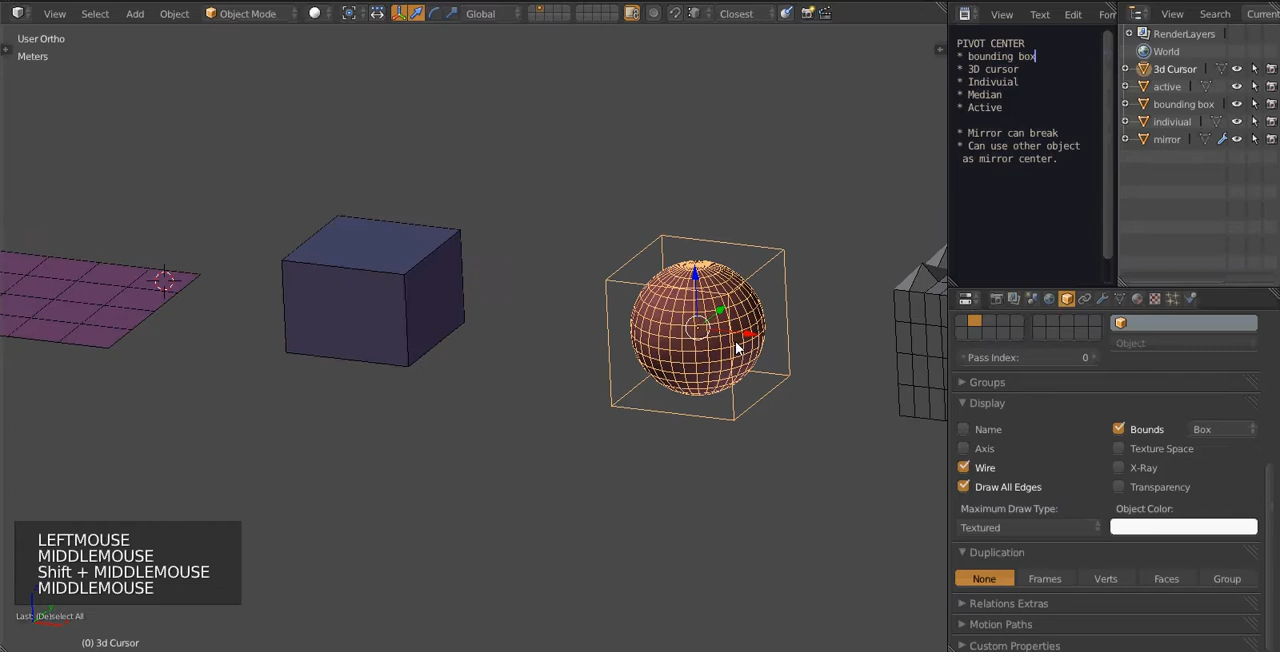 View Select Add Object Object Mode Global Closest
User Ortho
Meters
LEFTMOUSE
MIDDLEMOUSE
Shift + MIDDLEMOUSE
MIDDLEMOUSE
Last: (De)select All
(0) 3d Cursor
View Text Edit For
PIVOT CENTER
* bounding box
* 3D cursor
* Indivuial
* Median
* Active
* Mirror can break
* Can use other object
as mirror center.
View Search Current
RenderLayers
World
3d Cursor
active
bounding box
indiviual
mirror
Pass Index: 0
Object
Groups
Display
Name
Bounds Box
Axis
Texture Space
Wire
X-Ray
Draw All Edges
Transparency
Maximum Draw Type: Object Color:
Textured
Duplication
None Frames Verts Faces Group
Relations Extras
Motion Paths
Custom Properties